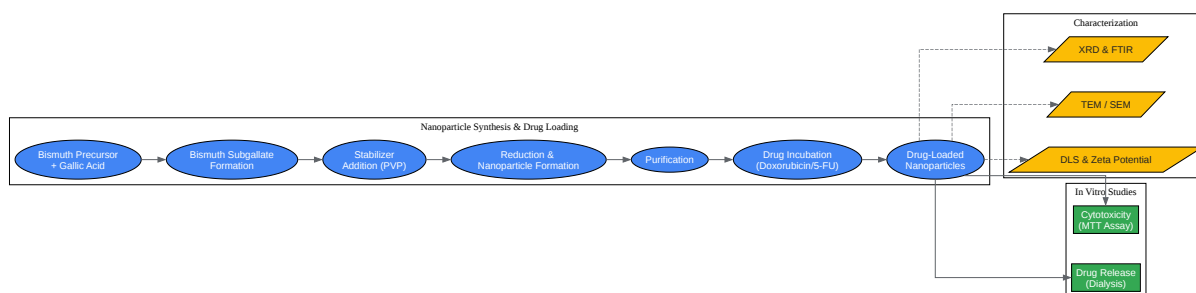 Characterization
XRD & FTIR
TEM / SEM
DLS & Zeta Potential
Nanoparticle Synthesis & Drug Loading
Bismuth Precursor
+ Gallic Acid
Bismuth Subgallate
Formation
Stabilizer
Addition (PVP)
Reduction &
Nanoparticle Formation
Purification
Drug Incubation
(Doxorubicin/5-FU)
Drug-Loaded
Nanoparticles
In Vitro Studies
Cytotoxicity
(MTT Assay)
Drug Release
(Dialysis)